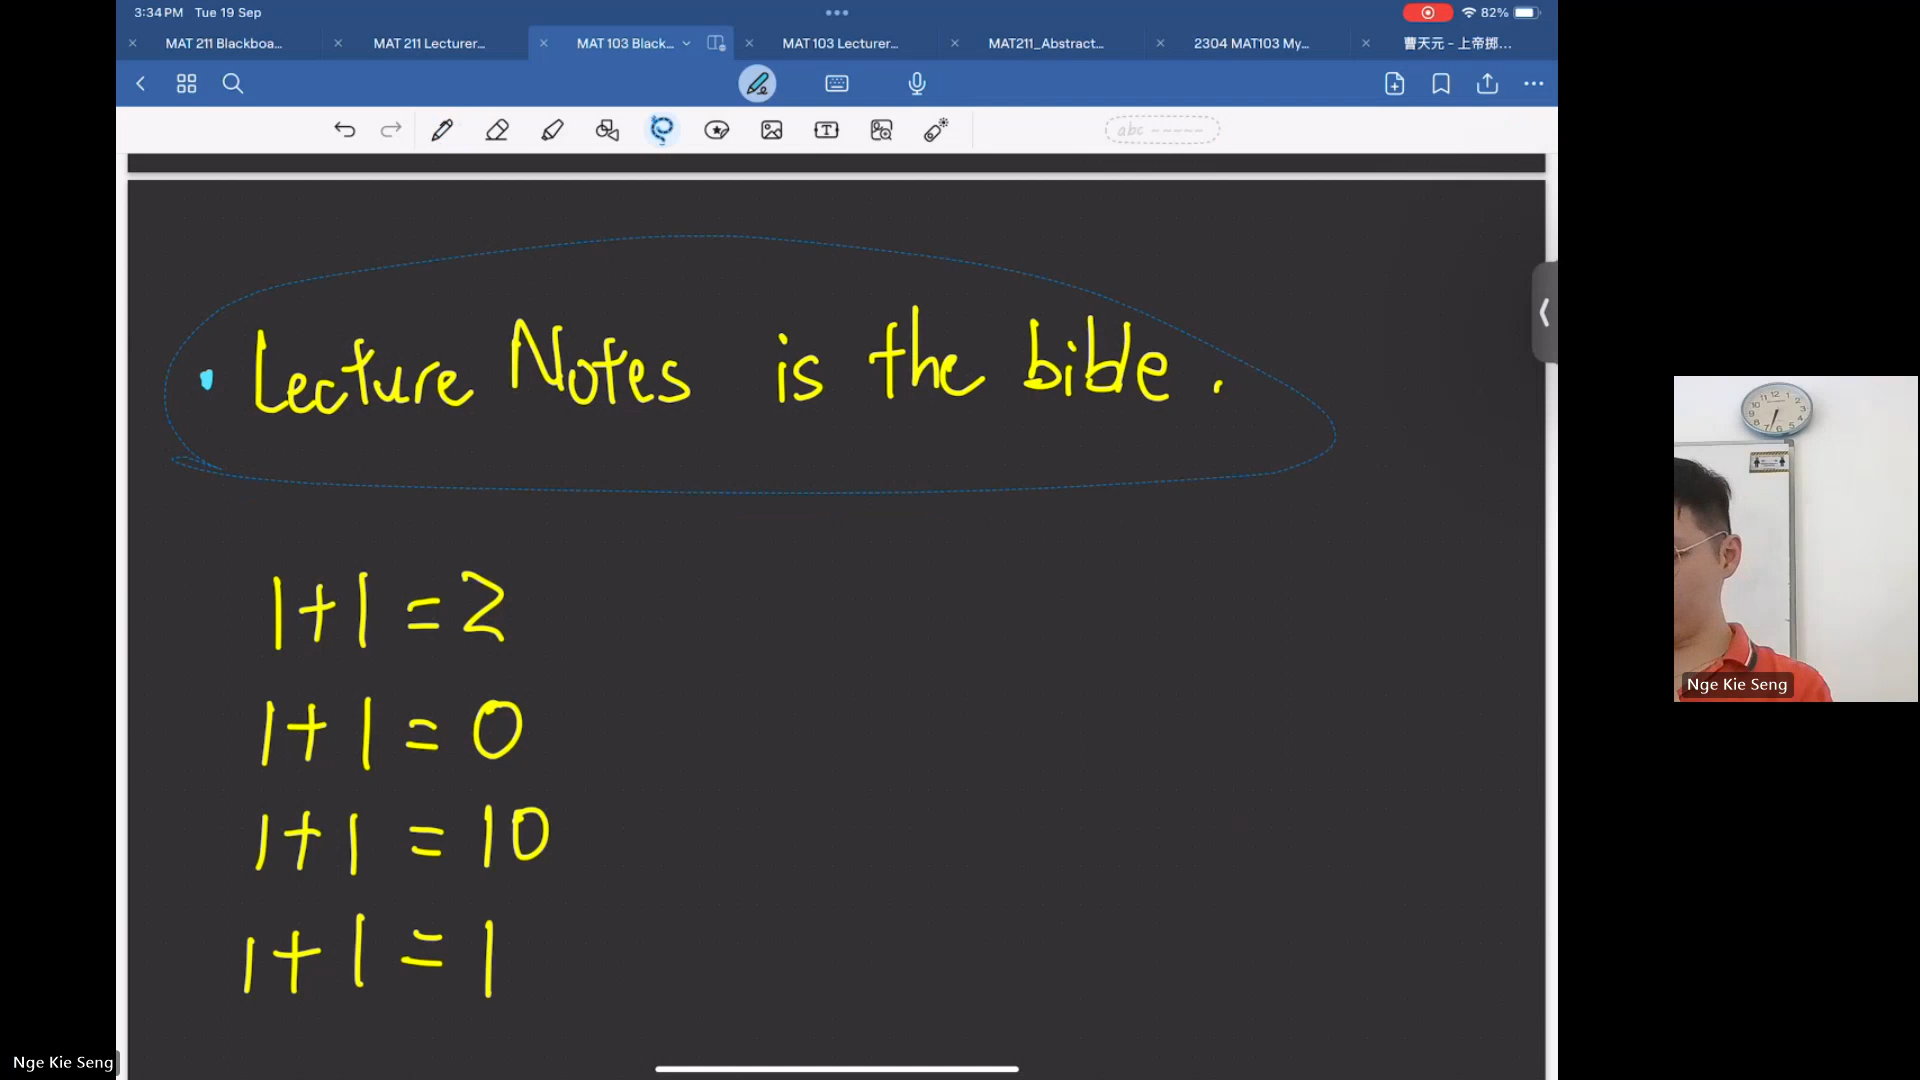 3:34 PM Tue 19 Sep
82%
MAT 211 Blackboa...
MAT 211 Lecturer...
MAT 103 Black...
MAT 103 Lecturer...
MAT211_Abstract...
2304 MAT103 My...
曹天元 - 上帝掷...
abc
Lecture Notes is the bible.
1+1=2
1+1=0
1+1=10
1+1=1
Nge Kie Seng
Nge Kie Seng